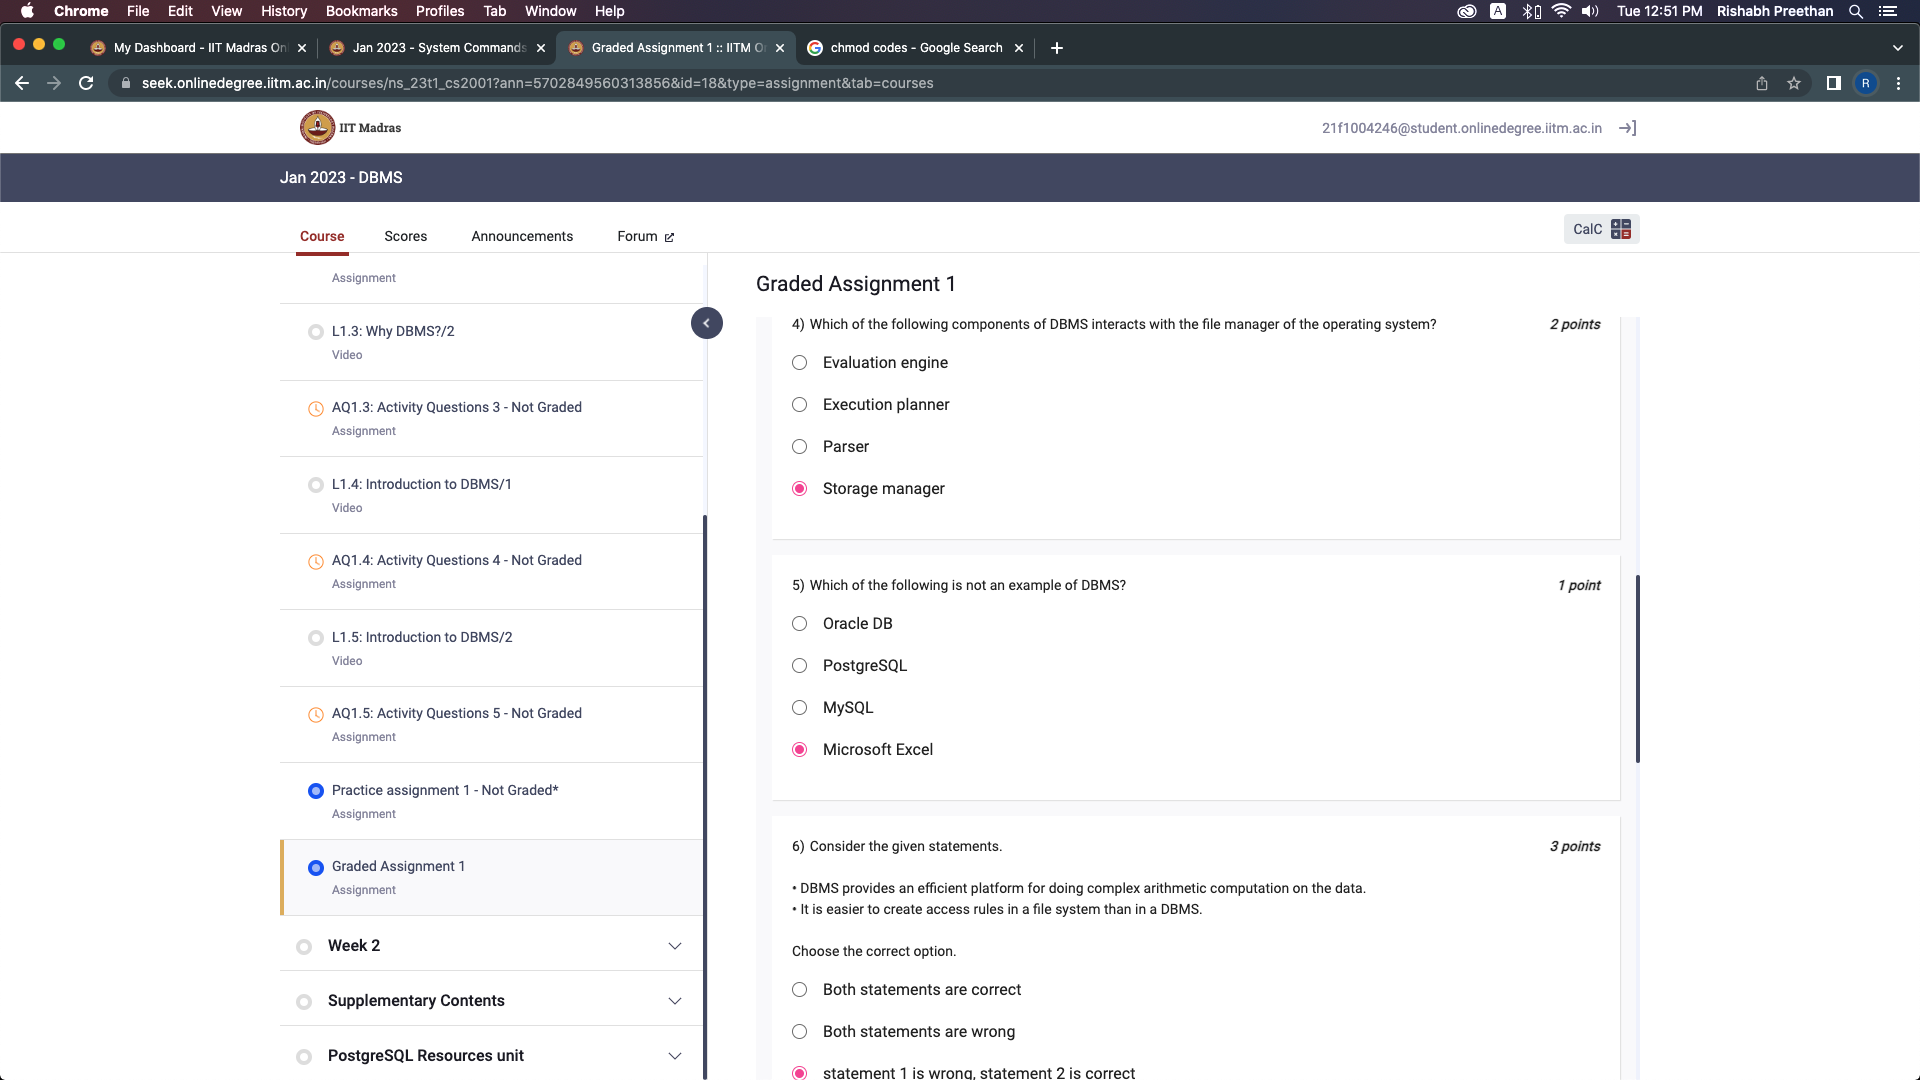 Chrome File Edit View History Bookmarks Profiles Tab Window Help A Tue 12:51 PM Rishabh Preethan
My Dashboard - IIT Madras Onl Jan 2023 - System Commands Graded Assignment 1 :: IITM O chmod codes - Google Search
seek.onlinedegree.iitm.ac.in/courses/ns_23t1_cs2001?ann=5702849560313856&id=18&type=assignment&tab=courses R
IIT Madras 21f1004246@student.onlinedegree.iitm.ac.in
Jan 2023 - DBMS
Course Scores Announcements Forum CalC
Assignment
L1.3: Why DBMS?/2
Video
AQ1.3: Activity Questions 3 - Not Graded
Assignment
L1.4: Introduction to DBMS/1
Video
AQ1.4: Activity Questions 4 - Not Graded
Assignment
L1.5: Introduction to DBMS/2
Video
AQ1.5: Activity Questions 5 - Not Graded
Assignment
Practice assignment 1 - Not Graded*
Assignment
Graded Assignment 1
Assignment
Week 2
Supplementary Contents
PostgreSQL Resources unit
Graded Assignment 1
4) Which of the following components of DBMS interacts with the file manager of the operating system? 2 points
Evaluation engine
Execution planner
Parser
Storage manager
5) Which of the following is not an example of DBMS? 1 point
Oracle DB
PostgreSQL
MySQL
Microsoft Excel
6) Consider the given statements. 3 points
• DBMS provides an efficient platform for doing complex arithmetic computation on the data.
• It is easier to create access rules in a file system than in a DBMS.
Choose the correct option.
Both statements are correct
Both statements are wrong
statement 1 is wrong, statement 2 is correct